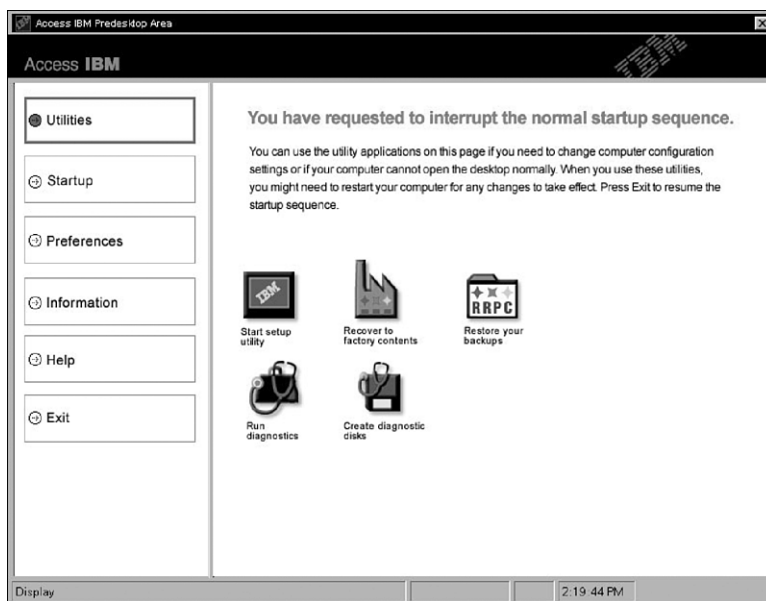 Access IBM Predesktop Area
Access IBM
IBM
Utilities
Startup
Preferences
Information
Help
Exit
You have requested to interrupt the normal startup sequence.
You can use the utility applications on this page if you need to change computer configuration
settings or if your computer cannot open the desktop normally. When you use these utilities,
you might need to restart your computer for any changes to take effect. Press Exit to resume the
startup sequence.
IBM
Start setup
utility
Recover to
factory contents
RRPC
Restore your
backups
Run
diagnostics
Create diagnostic
disks
Display
2:19:44 PM